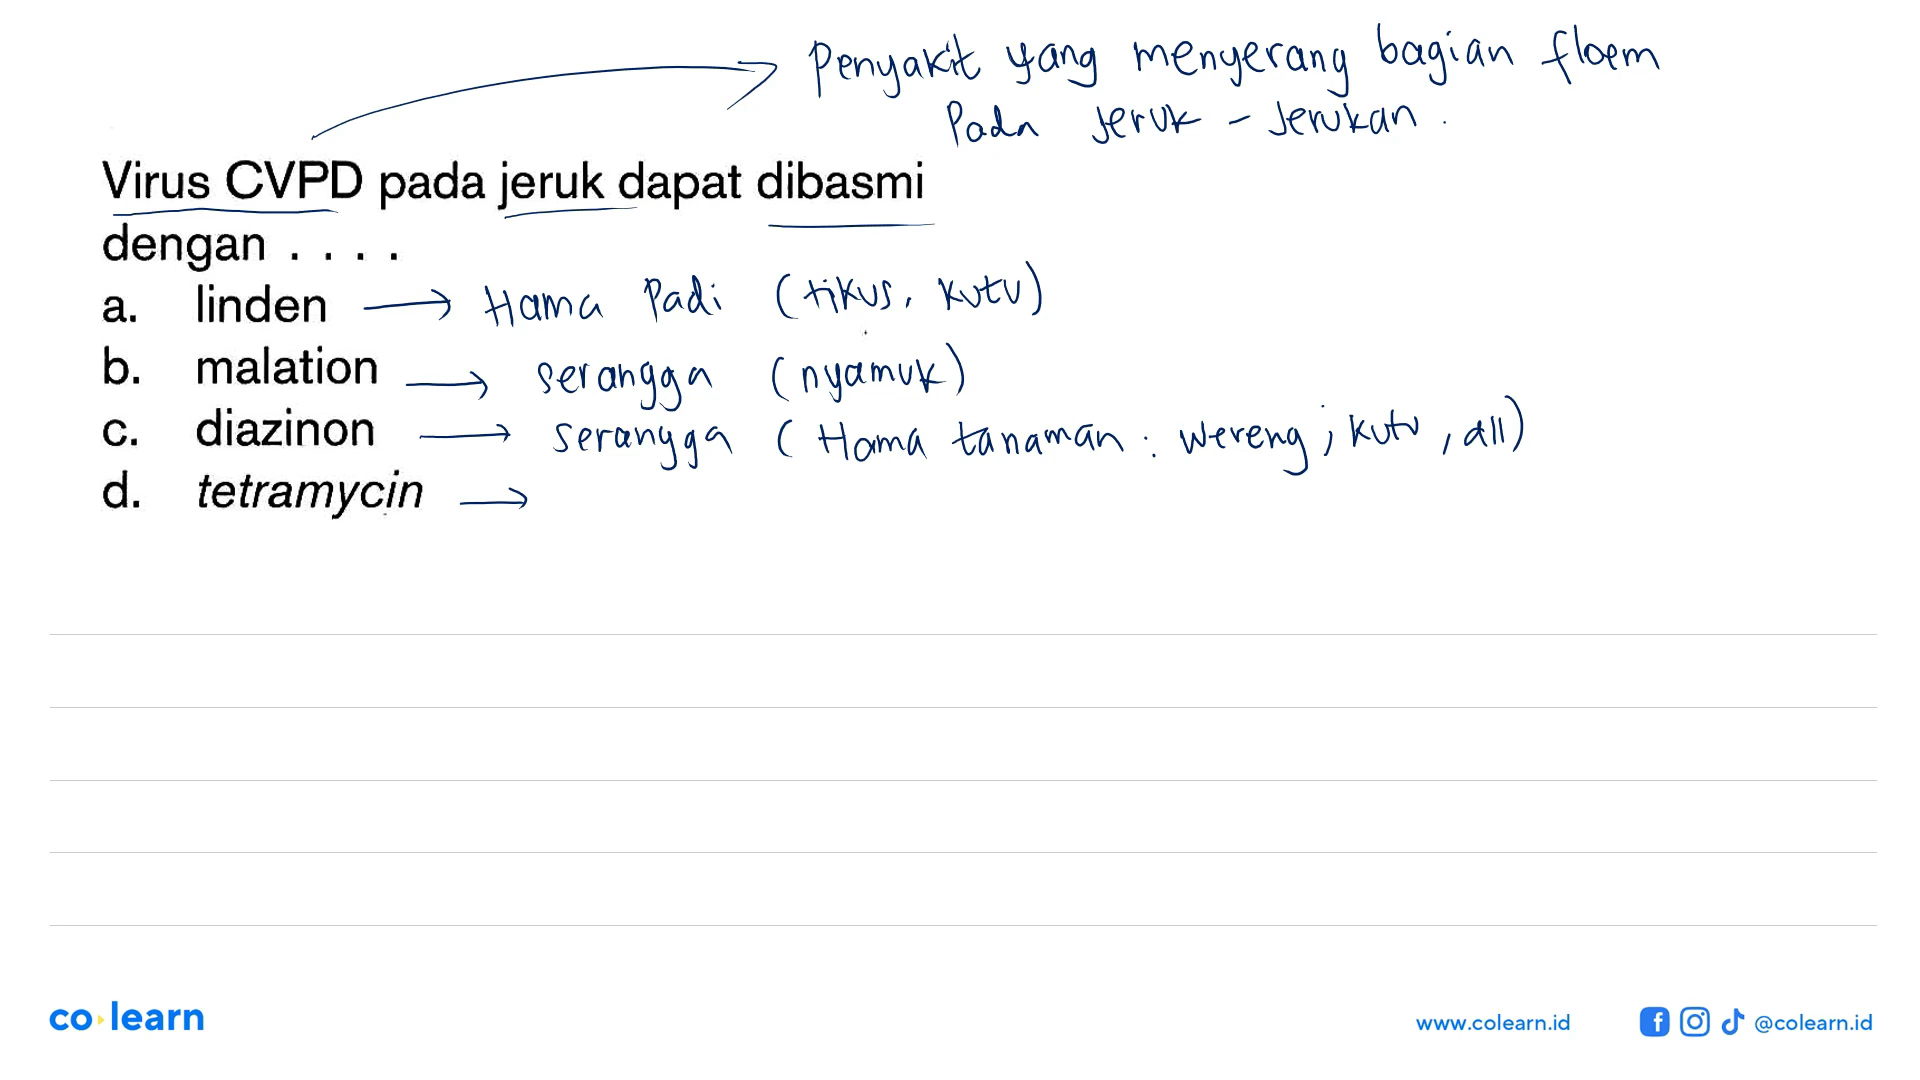 Penyakit yang menyerang bagian floem
Pada Jeruk - Jerukan.
Virus CVPD pada jeruk dapat dibasmi
dengan . . . .
a. linden → Hama Padi (tikus, kutu)
b. malation → serangga (nyamuk)
c. diazinon → serangga (Hama tanaman : wereng, kutu, dll)
d. tetramycin →
co learn
www.colearn.id @colearn.id